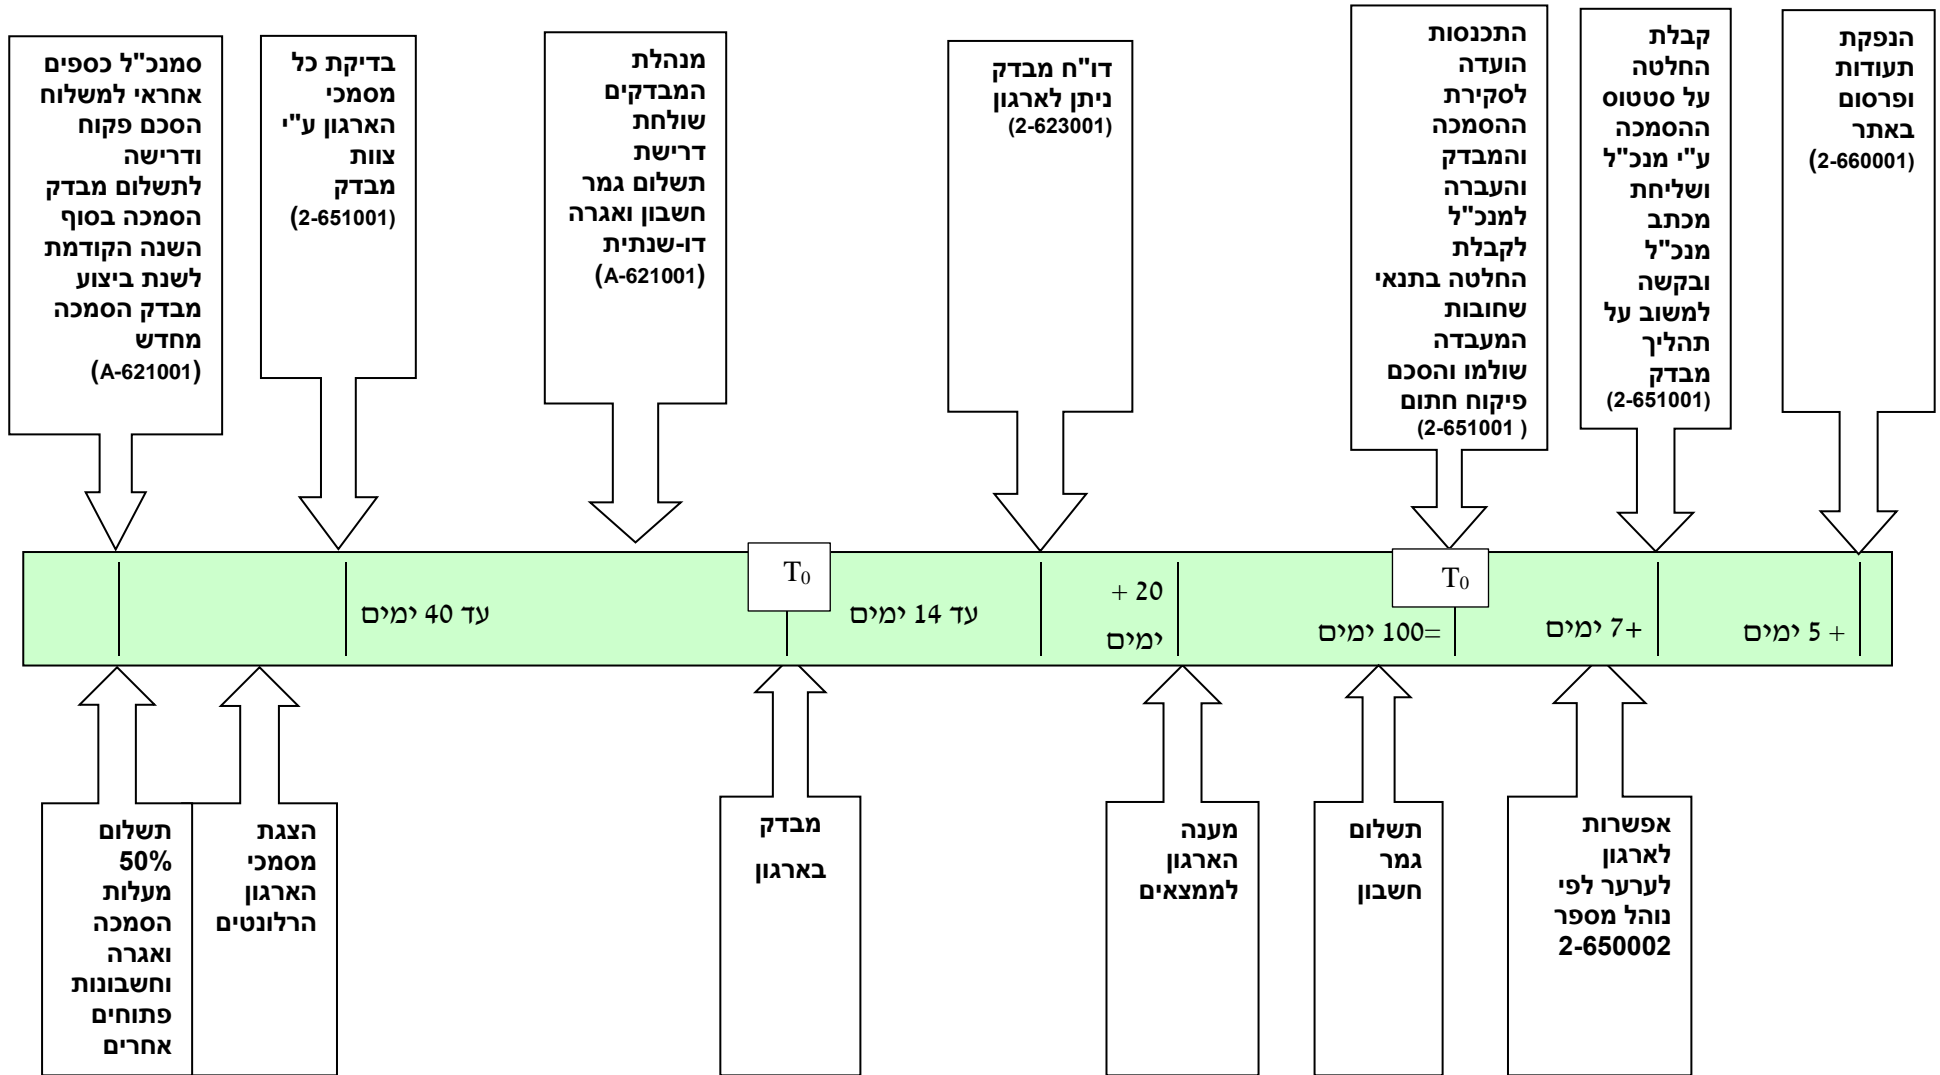 סמנכ"ל כספים
אחראי למשלוח
הסכם פקוח
ודרישה
לתשלום מבדק
הסמכה בסוף
השנה הקודמת
לשנת ביצוע
מבדק הסמכה
מחדש
(A-621001)
בדיקת כל
מסמכי
הארגון ע"י
צוות
מבדק
(2-651001)
מנהלת
המבדקים
שולחת
דרישת
תשלום גמר
חשבון ואגרה
דו-שנתית
(A-621001)
דו"ח מבדק
ניתן לארגון
(2-623001)
התכנסות
הועדה
לסקירת
ההסמכה
והמבדק
והעברה
למנכ"ל
לקבלת
החלטה בתנאי
שחובות
המעבדה
שולמו והסכם
פיקוח חתום
(2-651001 )
קבלת
החלטה
על סטטוס
ההסמכה
ע"י מנכ"ל
ושליחת
מכתב
מנכ"ל
ובקשה
למשוב על
תהליך
מבדק
(2-651001)
הנפקת
תעודות
ופרסום
באתר
(2-660001)
עד 40 ימים
T0
עד 14 ימים
+ 20
ימים
=100 ימים
T0
+7 ימים
+ 5 ימים
תשלום
50%
מעלות
הסמכה
ואגרה
וחשבונות
פתוחים
אחרים
הצגת
מסמכי
הארגון
הרלונטים
מבדק
בארגון
מענה
הארגון
לממצאים
תשלום
גמר
חשבון
אפשרות
לארגון
לערער לפי
נוהל מספר
2-650002